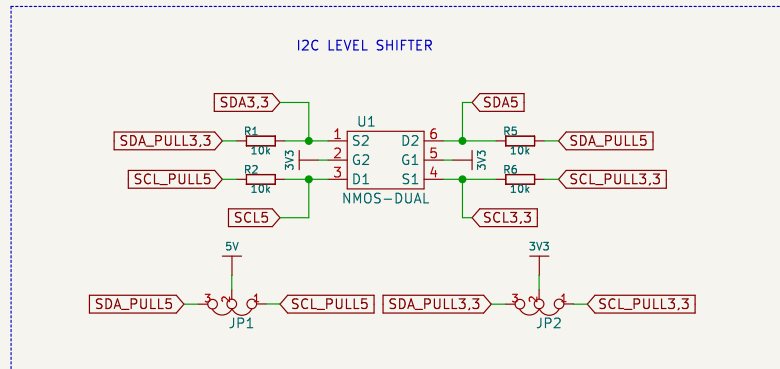 I2C LEVEL SHIFTER
SDA3,3
SDA5
U1
R1
R5
SDA_PULL3,3
10k
1
S2
D2
6
10k
SDA_PULL5
3V3
2
G2
G1
5
3V3
R2
R6
SCL_PULL5
10k
3
D1
S1
4
10k
SCL_PULL3,3
NMOS-DUAL
SCL5
SCL3,3
5V
3V3
SDA_PULL5
3
2
1
SCL_PULL5
SDA_PULL3,3
3
2
1
SCL_PULL3,3
JP1
JP2